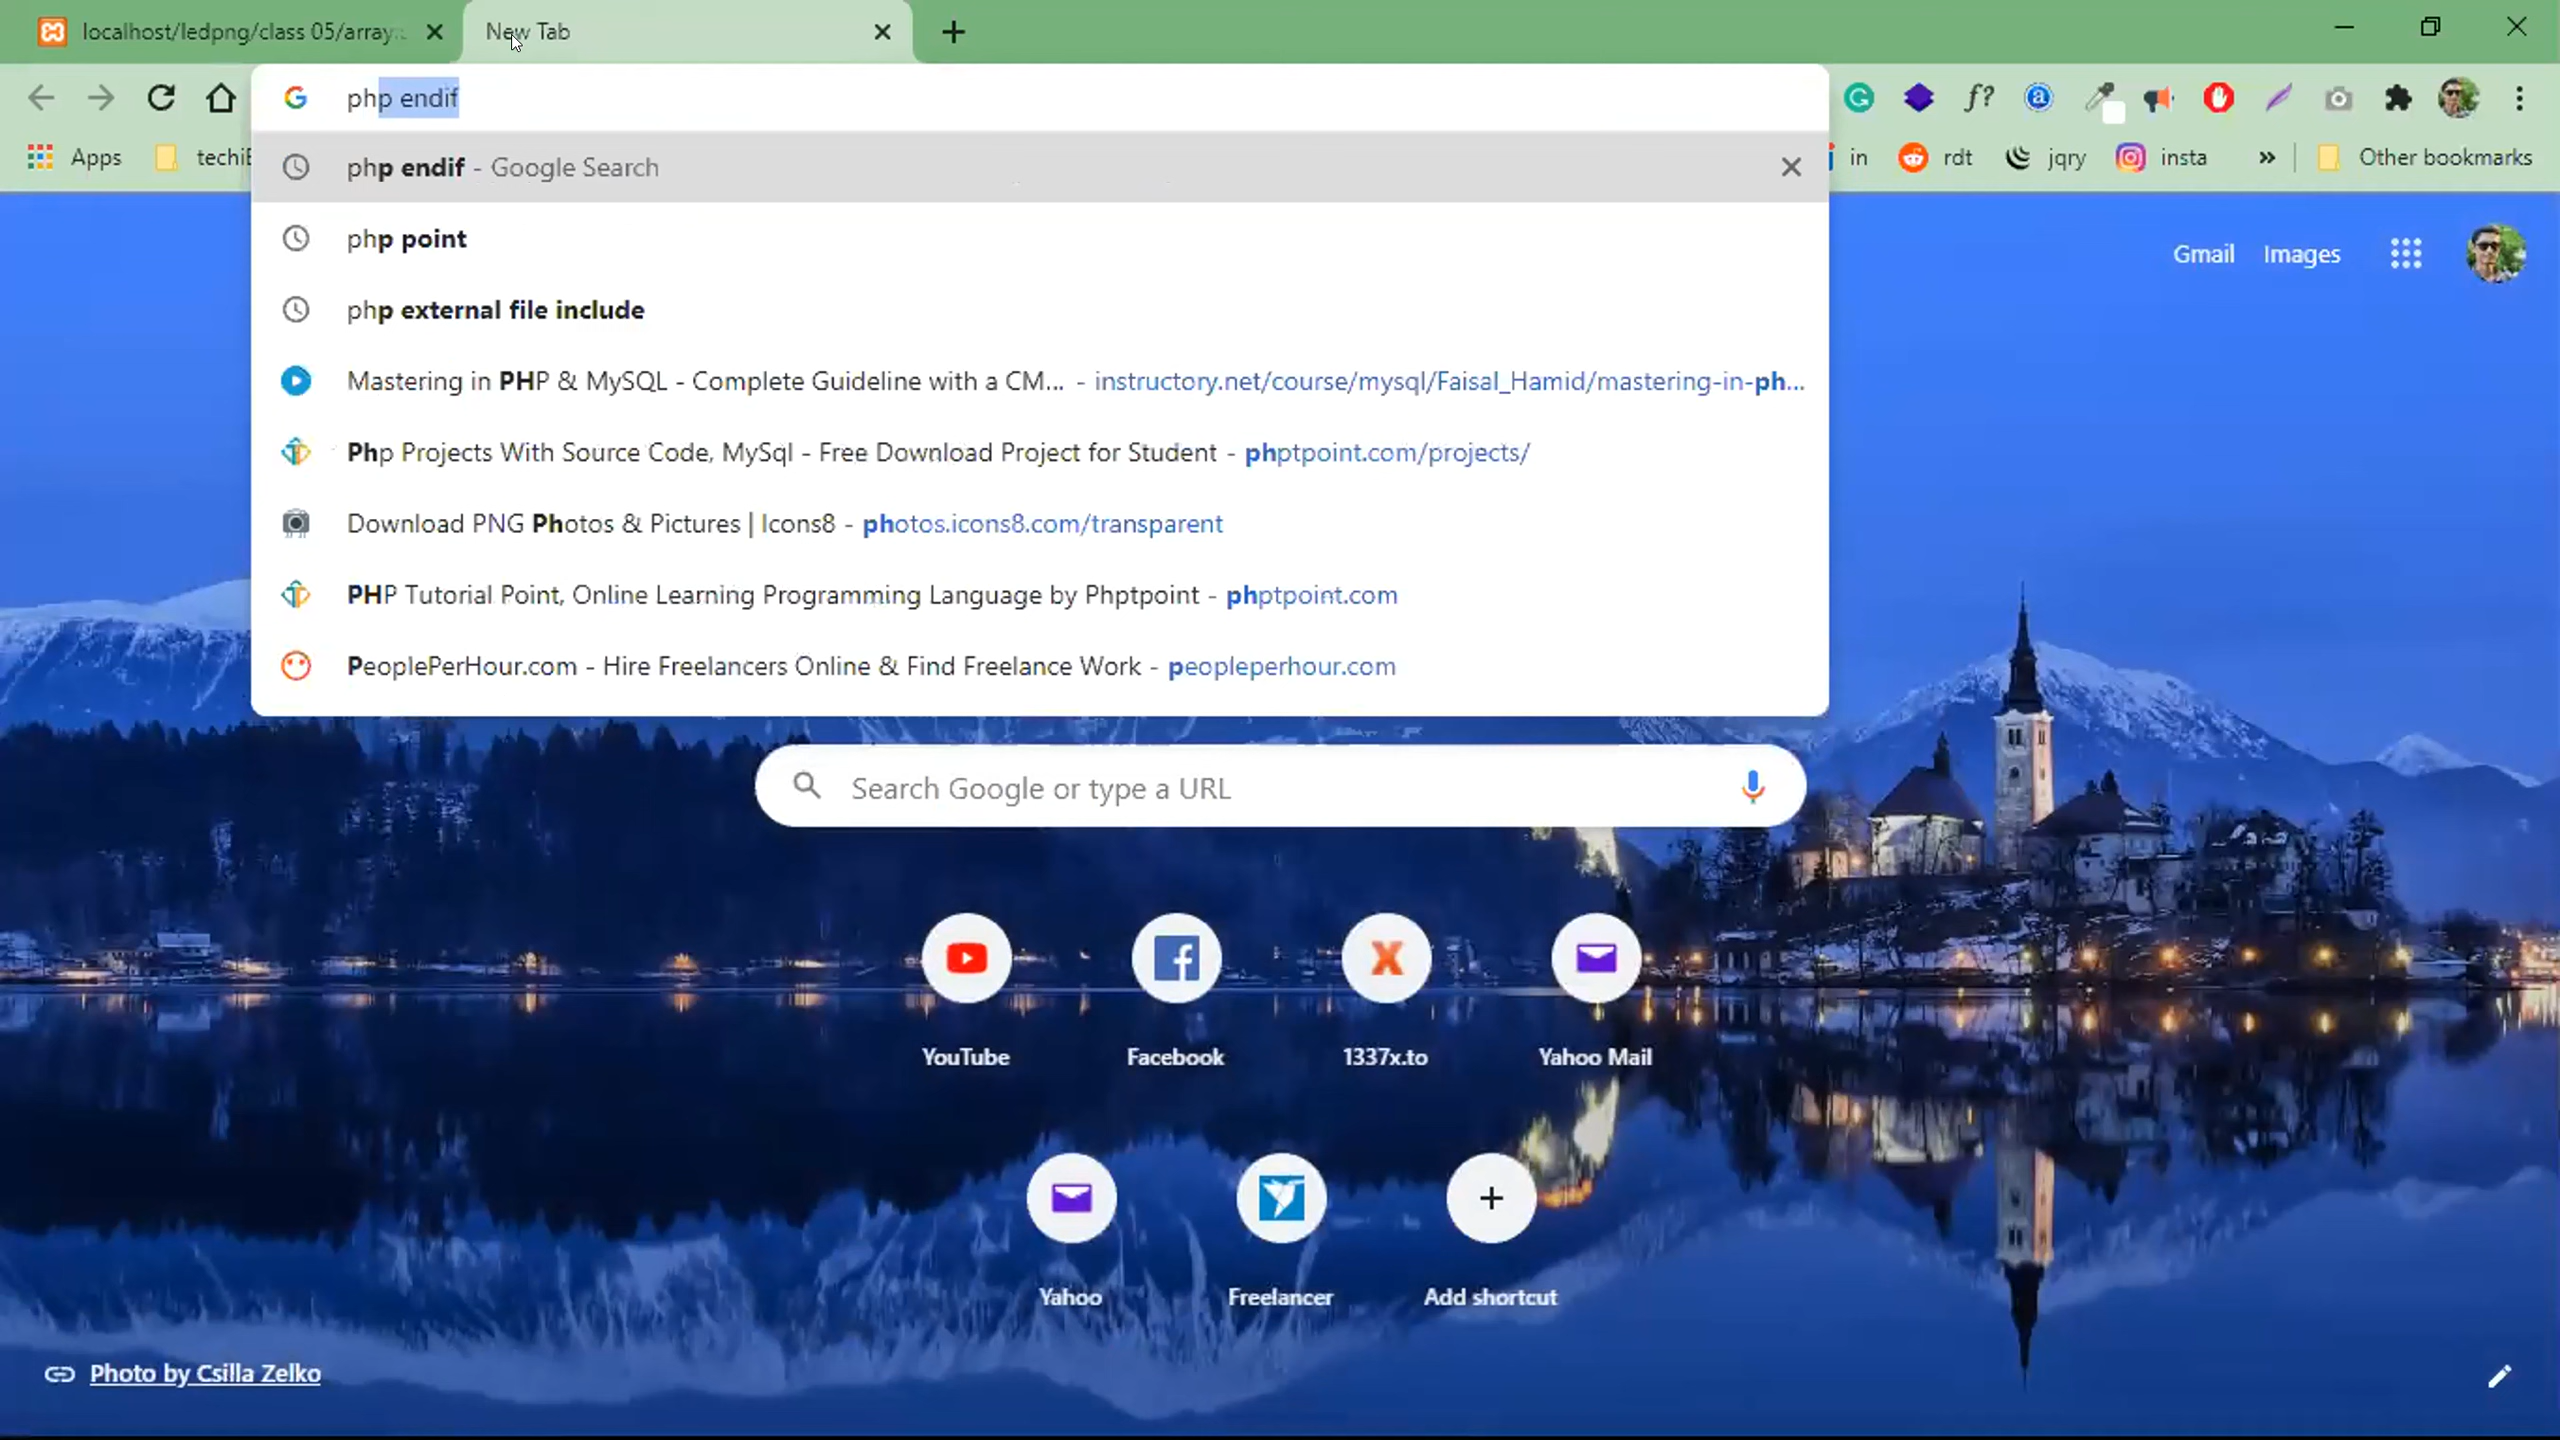 localhost/ledpng/class 05/array
New Tab
php endif
Apps
in
rdt
jqry
insta
»
Other bookmarks
php endif - Google Search
php point
php external file include
Mastering in PHP & MySQL - Complete Guideline with a CM... - instructory.net/course/mysql/Faisal_Hamid/mastering-in-ph...
Php Projects With Source Code, MySql - Free Download Project for Student - phptpoint.com/projects/
Download PNG Photos & Pictures | Icons8 - photos.icons8.com/transparent
PHP Tutorial Point, Online Learning Programming Language by Phptpoint - phptpoint.com
PeoplePerHour.com - Hire Freelancers Online & Find Freelance Work - peopleperhour.com
Gmail
Images
Search Google or type a URL
YouTube
Facebook
1337x.to
Yahoo Mail
Yahoo
Freelancer
Add shortcut
Photo by Csilla Zelko